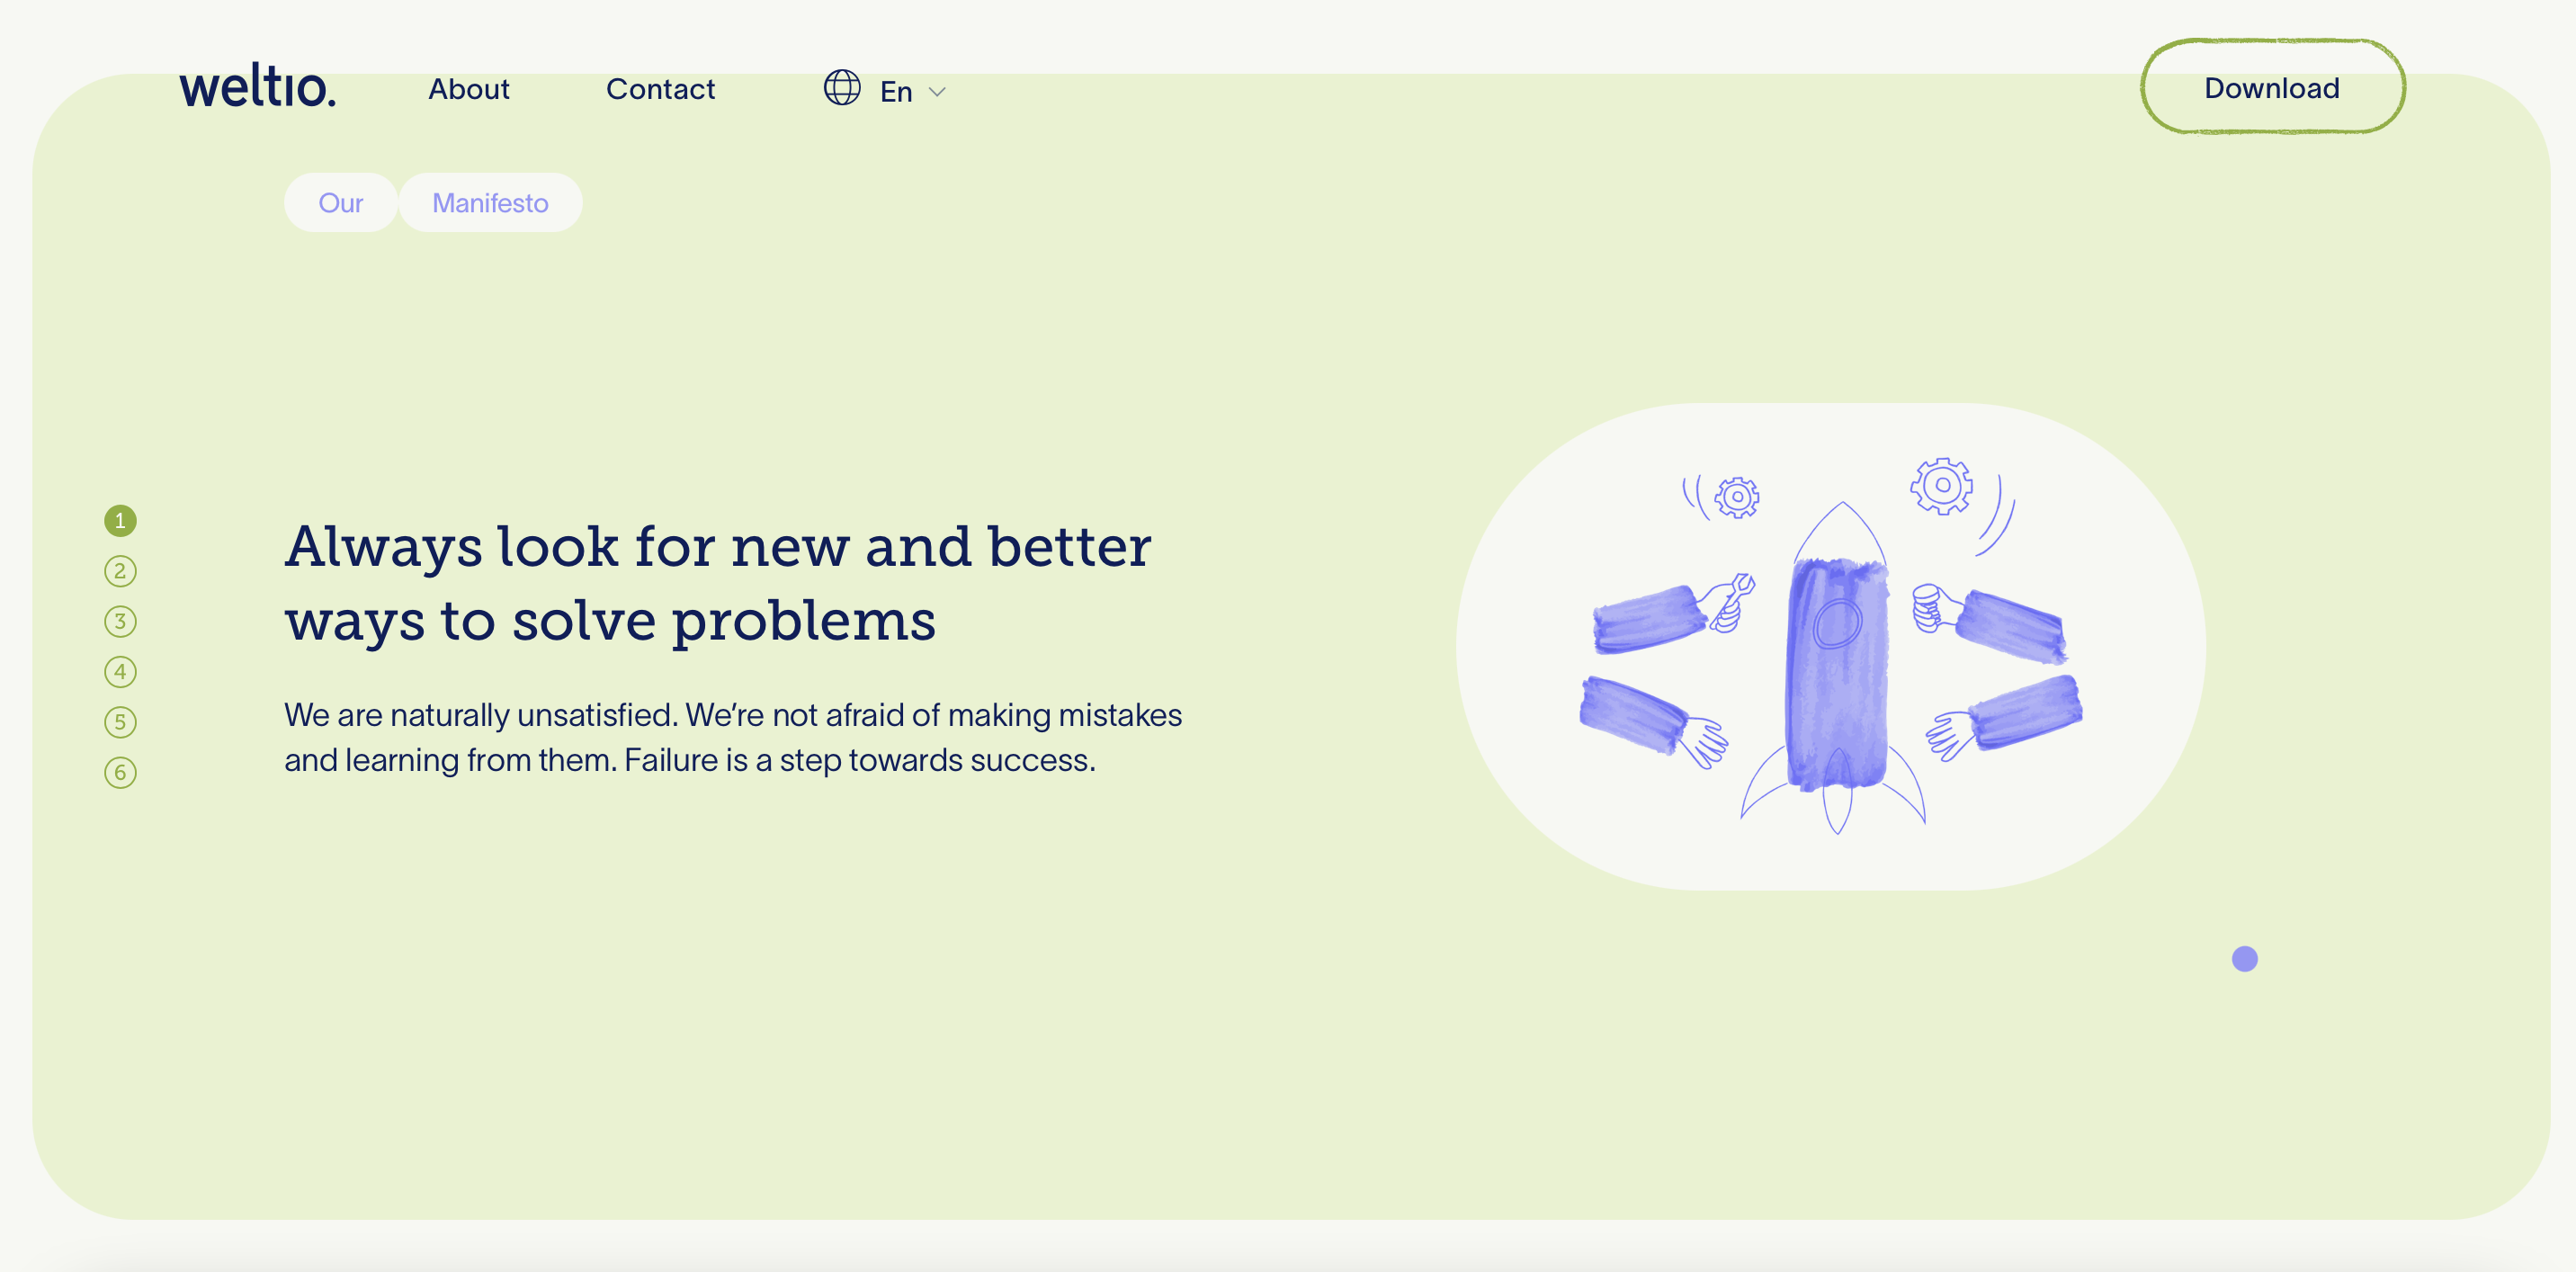 weltio.
About
Contact
En
Download
Our
Manifesto
1
2
3
4
5
6
Always look for new and better
ways to solve problems
We are naturally unsatisfied. We’re not afraid of making mistakes
and learning from them. Failure is a step towards success.